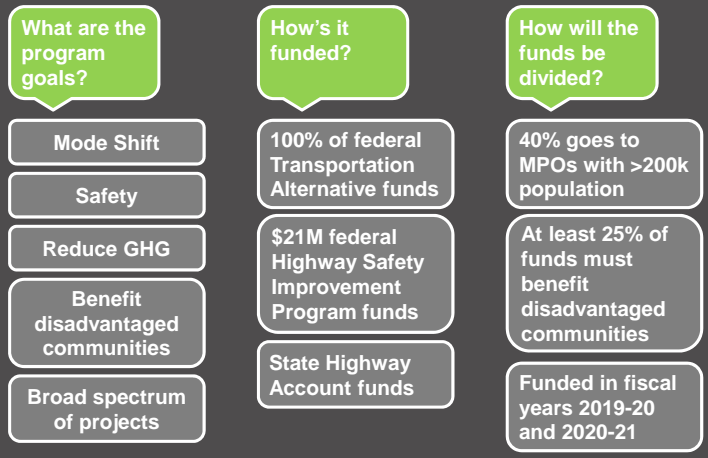 What are the
program
goals?
Mode Shift
Safety
Reduce GHG
Benefit
disadvantaged
communities
Broad spectrum
of projects
How's it
funded?
100% of federal
Transportation
Alternative funds
$21M federal
Highway Safety
Improvement
Program funds
State Highway
Account funds
How will the
funds be
divided?
40% goes to
MPOs with >200k
population
At least 25% of
funds must
benefit
disadvantaged
communities
Funded in fiscal
years 2019-20
and 2020-21